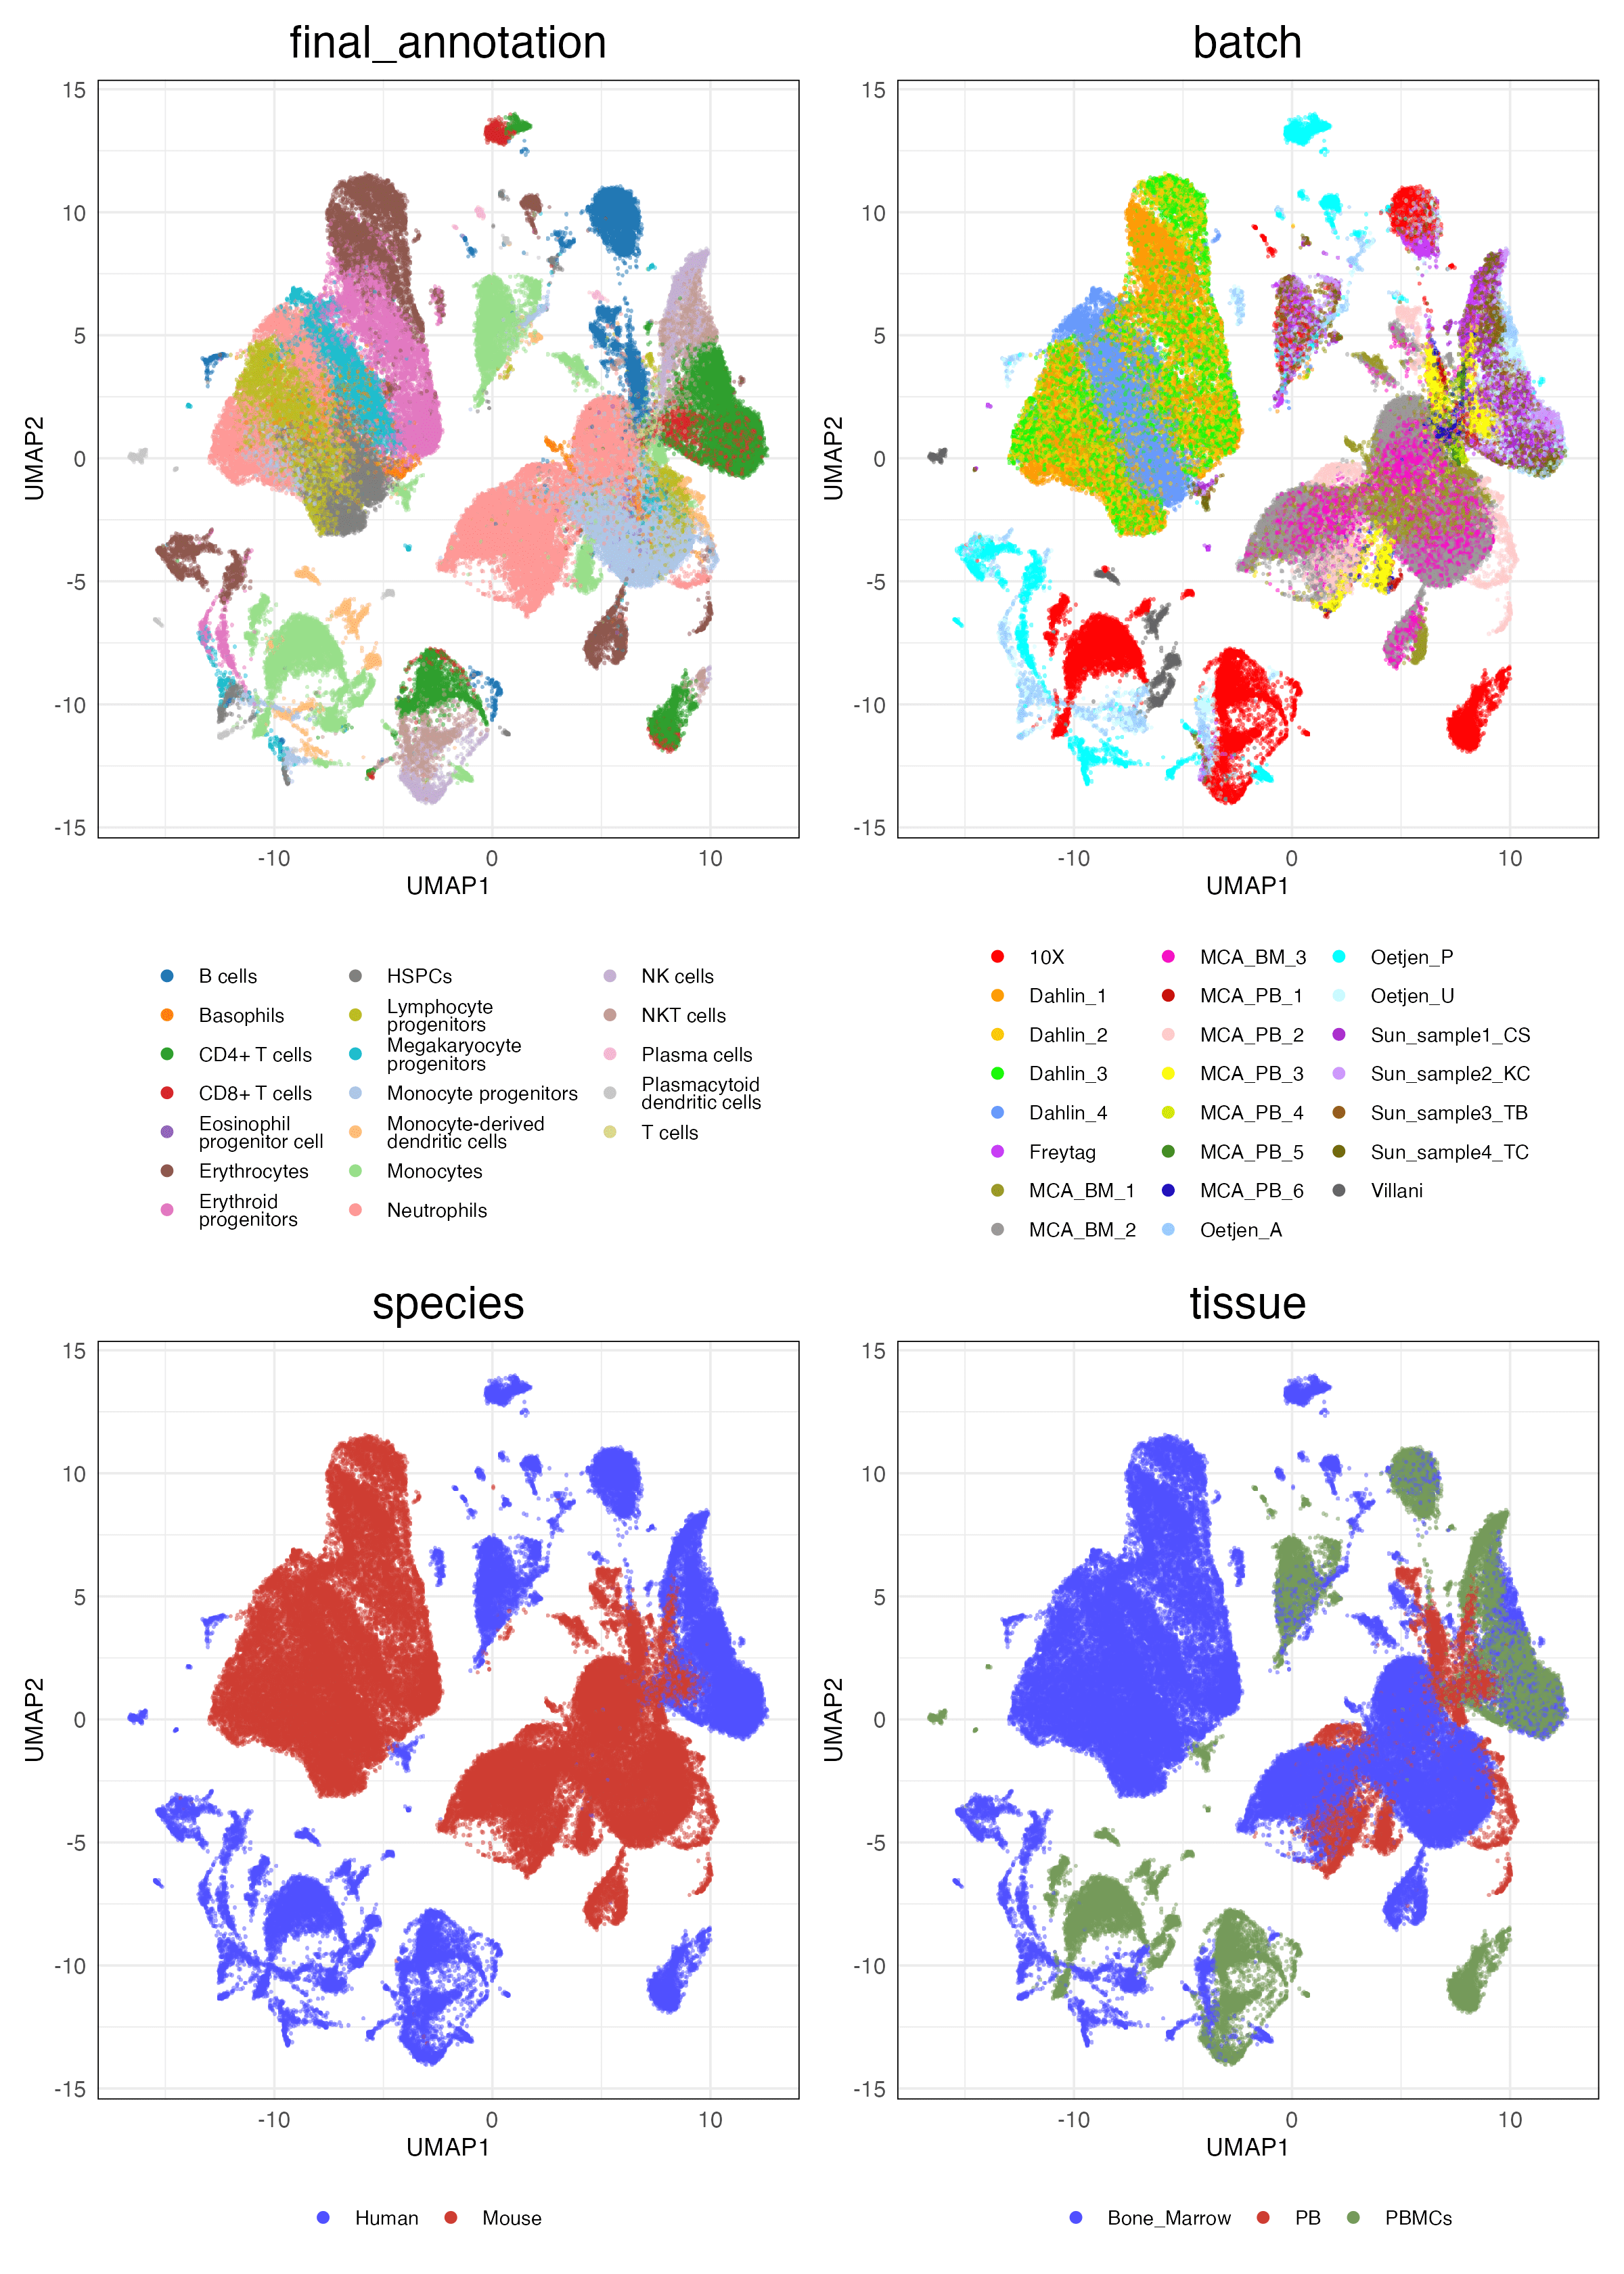 final_annotation
batch
15
10
5
0
-5
-10
-15
UMAP2
-10 0 10
UMAP1
15
10
5
0
-5
-10
-15
UMAP2
-10 0 10
UMAP1
B cells
Basophils
CD4+ T cells
CD8+ T cells
Eosinophil
progenitor cell
Erythrocytes
Erythroid
progenitors
HSPCs
Lymphocyte
progenitors
Megakaryocyte
progenitors
Monocyte progenitors
Monocyte-derived
dendritic cells
Monocytes
Neutrophils
NK cells
NKT cells
Plasma cells
Plasmacytoid
dendritic cells
T cells
10X
Dahlin_1
Dahlin_2
Dahlin_3
Dahlin_4
Freytag
MCA_BM_1
MCA_BM_2
MCA_BM_3
MCA_PB_1
MCA_PB_2
MCA_PB_3
MCA_PB_4
MCA_PB_5
MCA_PB_6
Oetjen_A
Oetjen_P
Oetjen_U
Sun_sample1_CS
Sun_sample2_KC
Sun_sample3_TB
Sun_sample4_TC
Villani
species
tissue
15
10
5
0
-5
-10
-15
UMAP2
-10 0 10
UMAP1
15
10
5
0
-5
-10
-15
UMAP2
-10 0 10
UMAP1
Human Mouse
Bone_Marrow PB PBMCs